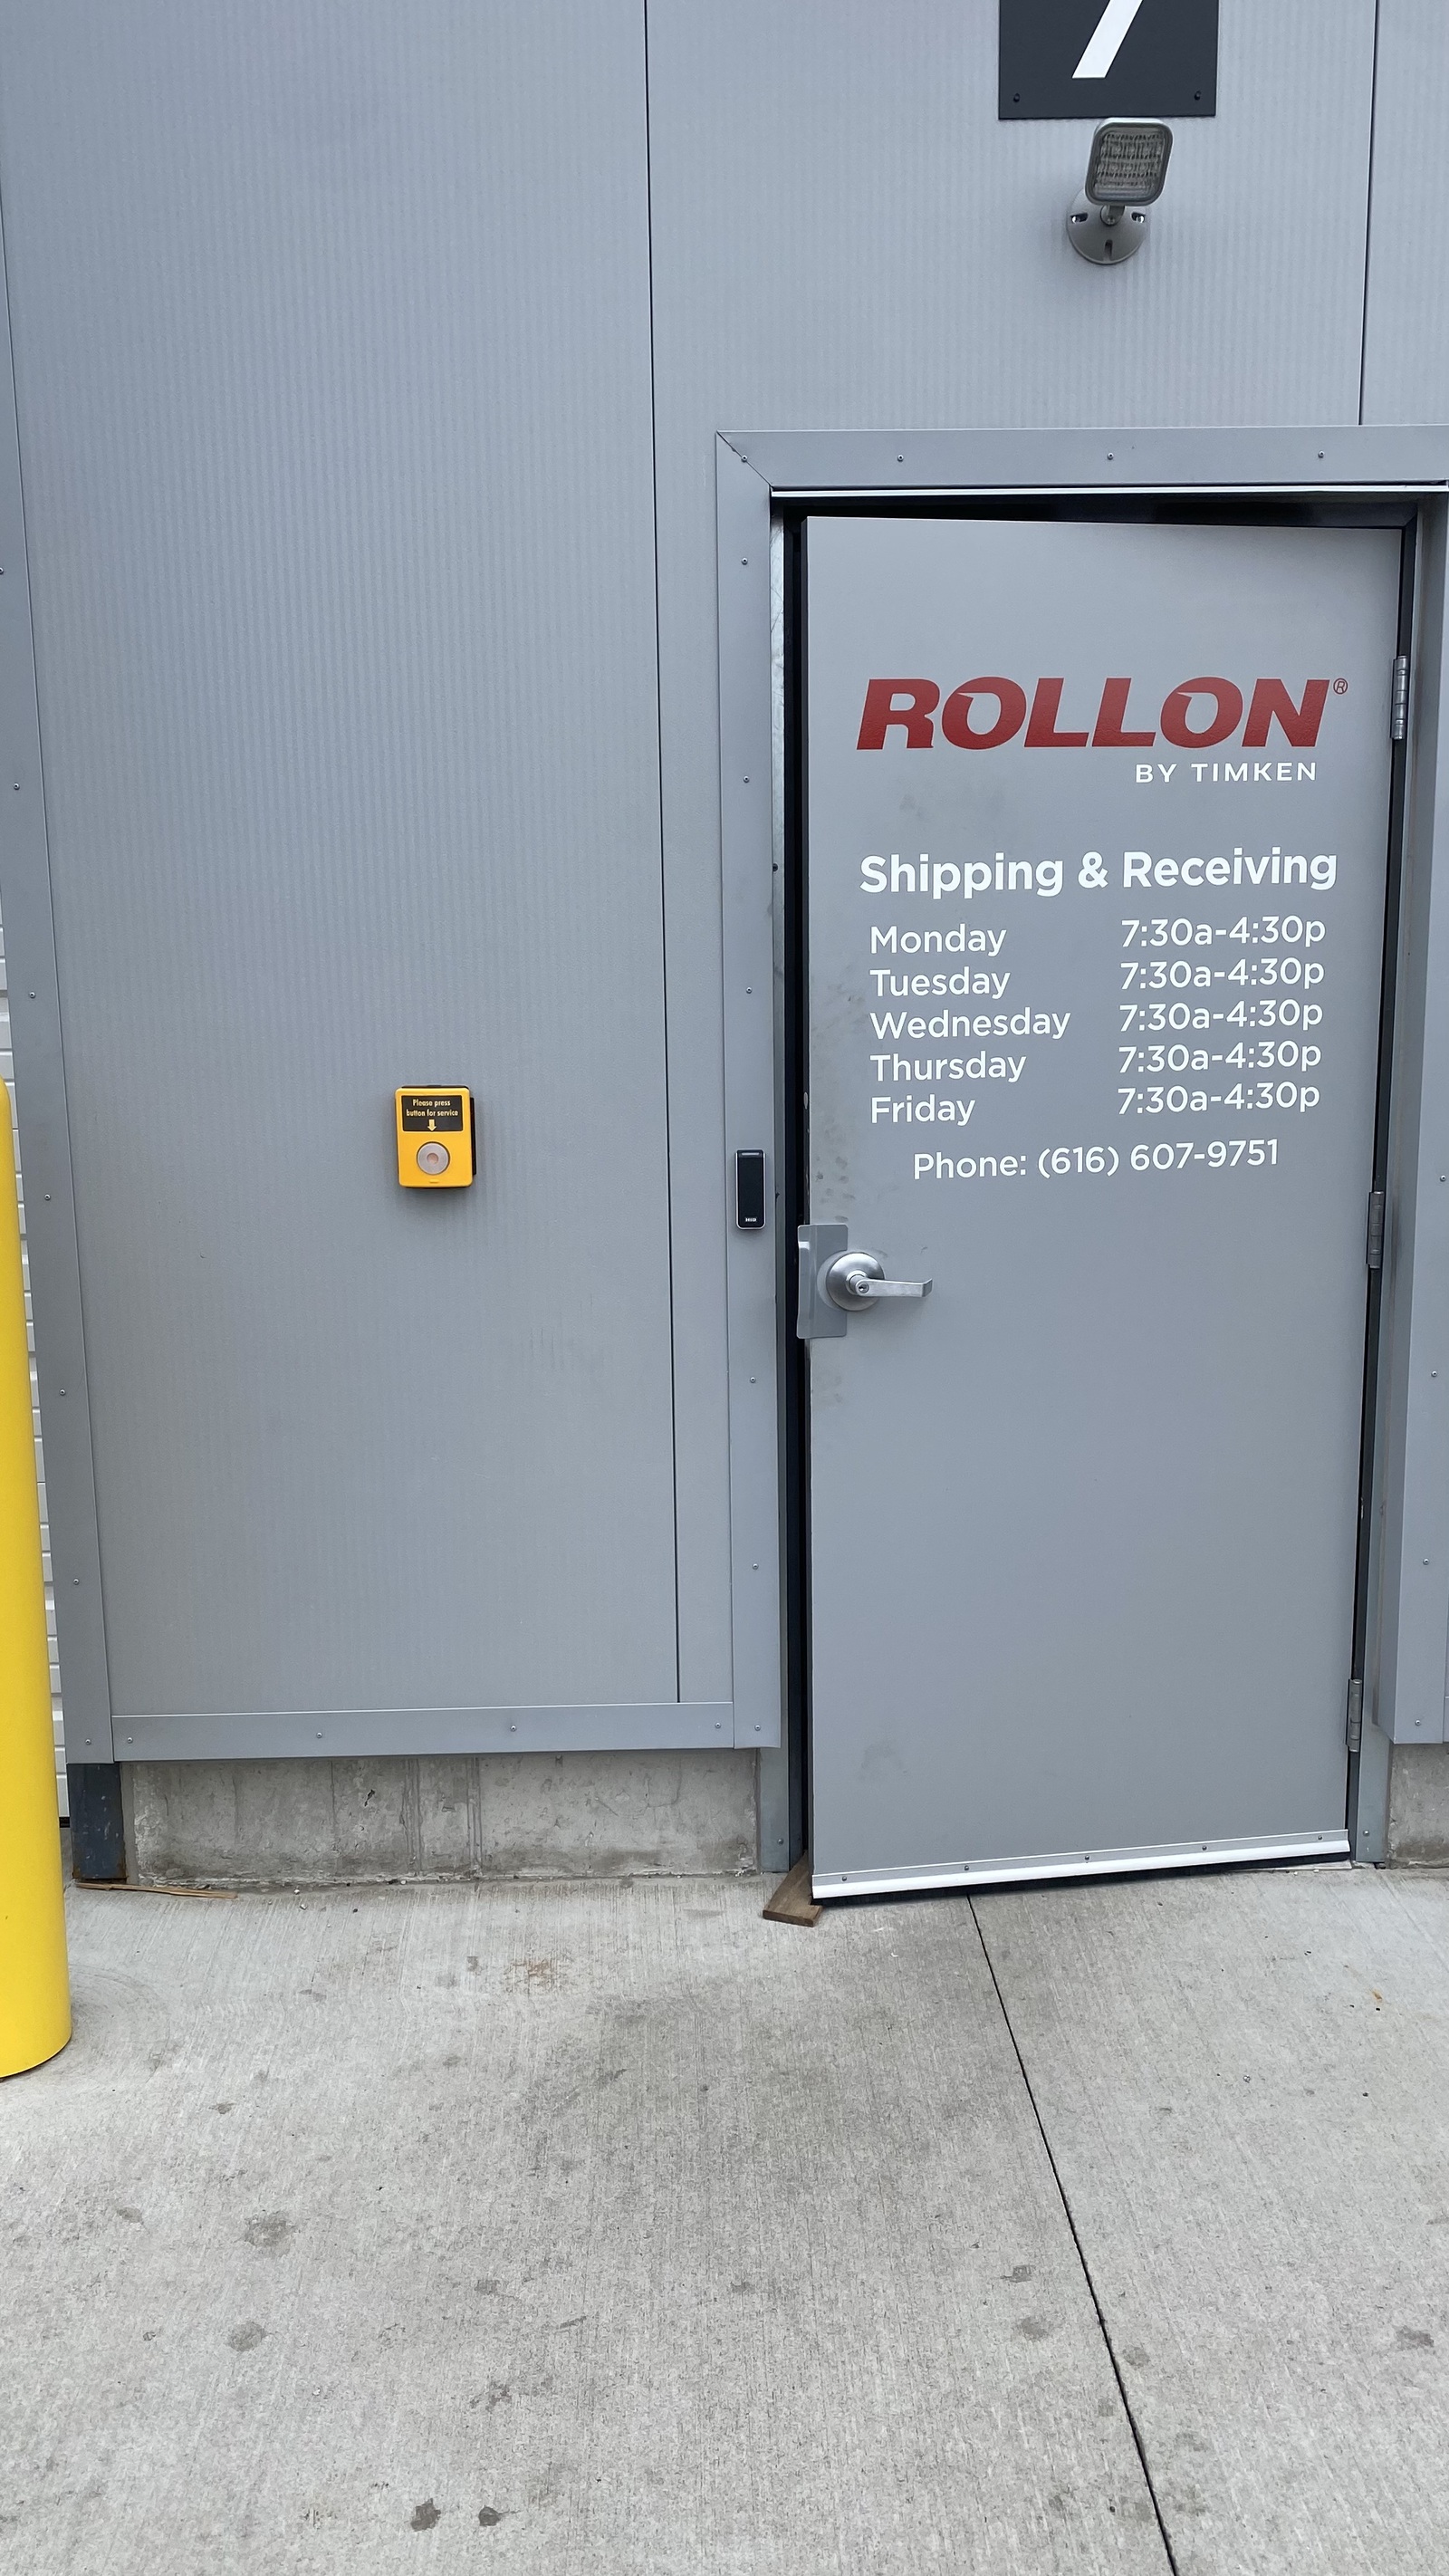 7
ROLLON®
BY TIMKEN
Shipping & Receiving
Monday 7:30a-4:30p
Tuesday 7:30a-4:30p
Wednesday 7:30a-4:30p
Thursday 7:30a-4:30p
Friday 7:30a-4:30p
Phone: (616) 607-9751
Please press
button for service